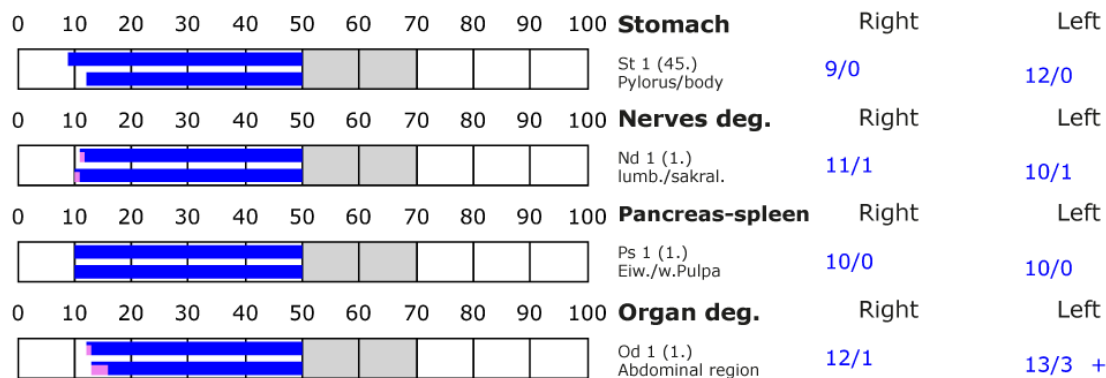 0 10 20 30 40 50 60 70 80 90 100 Stomach Right Left
St 1 (45.) 9/0 12/0
Pylorus/body
0 10 20 30 40 50 60 70 80 90 100 Nerves deg. Right Left
Nd 1 (1.) 11/1 10/1
lumb./sakral.
0 10 20 30 40 50 60 70 80 90 100 Pancreas-spleen Right Left
Ps 1 (1.) 10/0 10/0
Eiw./w.Pulpa
0 10 20 30 40 50 60 70 80 90 100 Organ deg. Right Left
Od 1 (1.) 12/1 13/3 +
Abdominal region